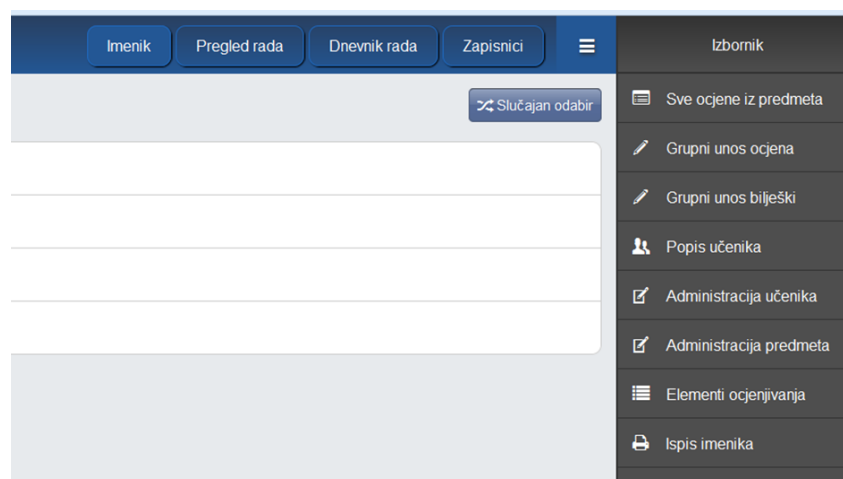 Imenik
Pregled rada
Dnevnik rada
Zapisnici
Izbornik
Slučajan odabir
Sve ocjene iz predmeta
Grupni unos ocjena
Grupni unos bilješki
Popis učenika
Administracija učenika
Administracija predmeta
Elementi ocjenjivanja
Ispis imenika